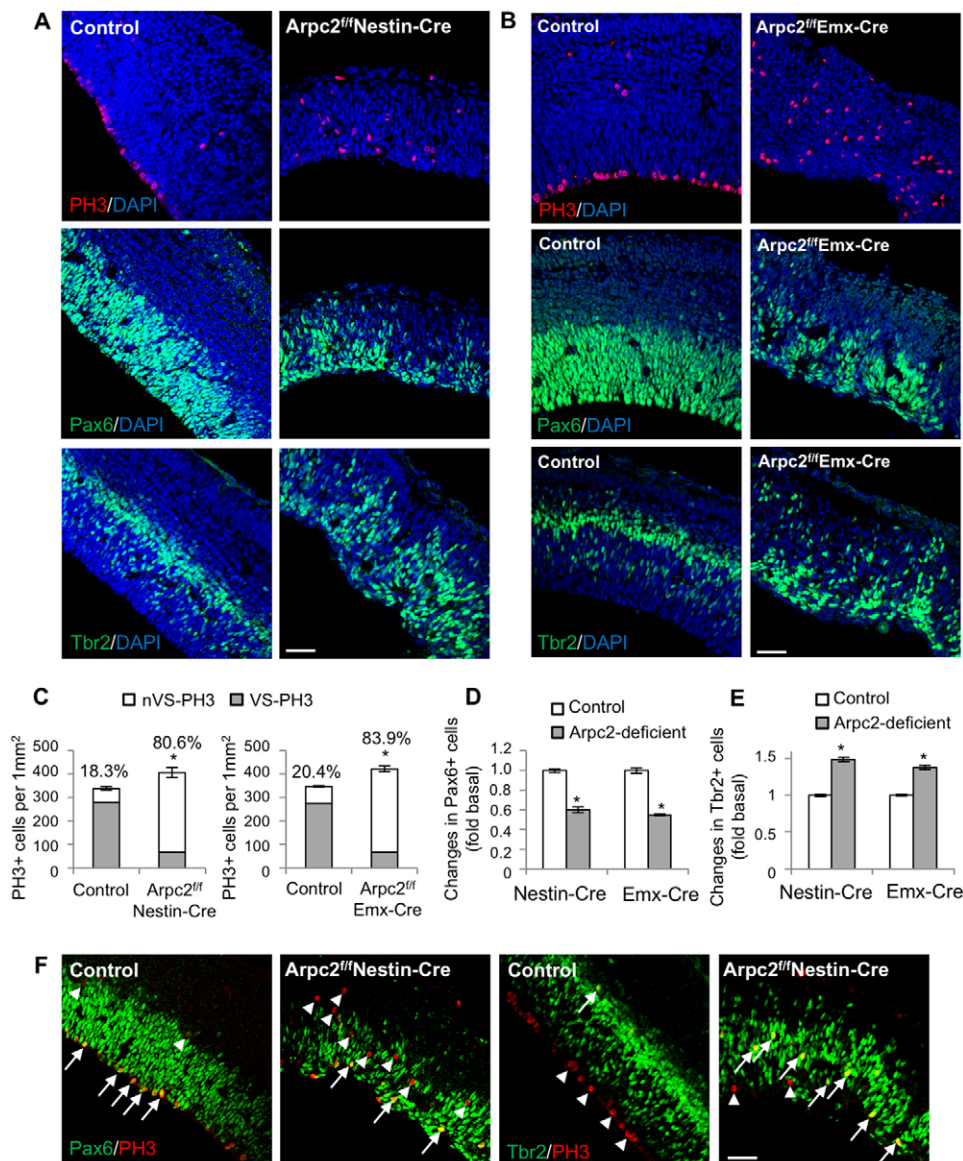 A
Control
Arpc2f/fNestin-Cre
PH3/DAPI
Pax6/DAPI
Tbr2/DAPI
B
Control
Arpc2f/fEmx-Cre
PH3/DAPI
Control
Arpc2f/fEmx-Cre
Pax6/DAPI
Control
Arpc2f/fEmx-Cre
Tbr2/DAPI
C
nVS-PH3
VS-PH3
PH3+ cells per 1mm2
500
400
300
200
100
0
18.3%
80.6%
*
Control
Arpc2f/f
Nestin-Cre
PH3+ cells per 1mm2
500
400
300
200
100
0
20.4%
83.9%
*
Control
Arpc2f/f
Emx-Cre
D
Control
Arpc2-deficient
Changes in Pax6+ cells
(fold basal)
1.2
1.0
0.8
0.6
0.4
0.2
0
*
*
Nestin-Cre
Emx-Cre
E
Control
Arpc2-deficient
Changes in Tbr2+ cells
(fold basal)
1.5
1
0.5
0
*
*
Nestin-Cre
Emx-Cre
F
Control
Pax6/PH3
Arpc2f/fNestin-Cre
Control
Tbr2/PH3
Arpc2f/fNestin-Cre